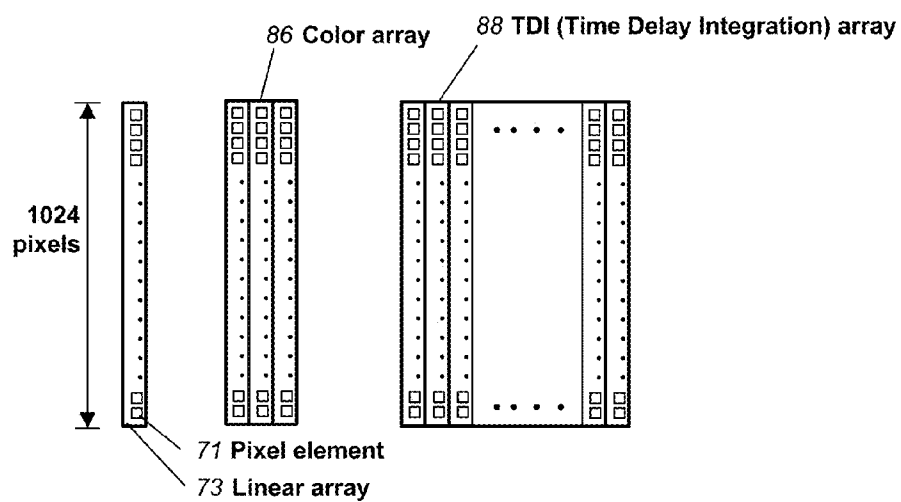 86 Color array
88 TDI (Time Delay Integration) array
1024
pixels
71 Pixel element
73 Linear array